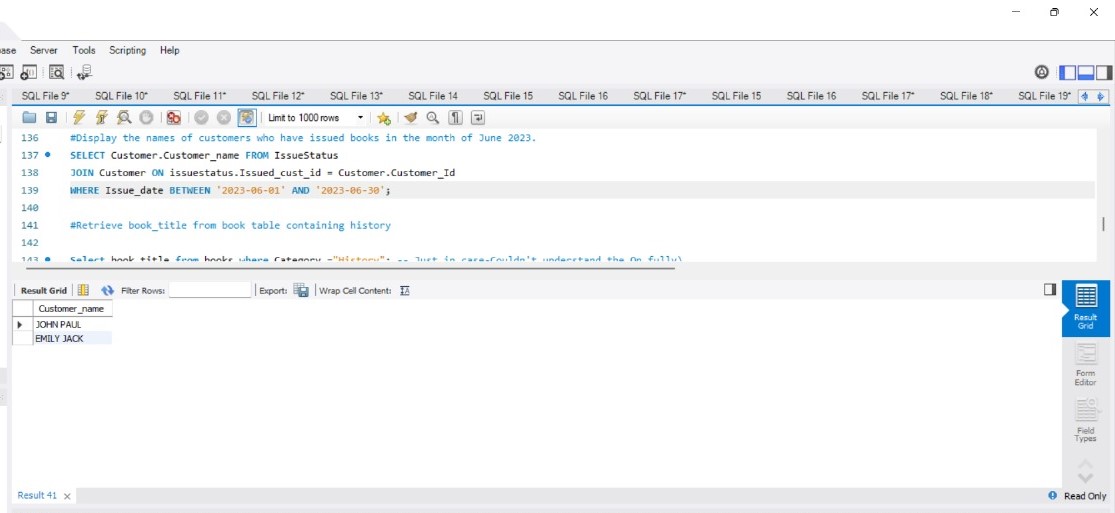 Server Tools Scripting Help
SQL File 9* SQL File 10* SQL File 11* SQL File 12* SQL File 13* SQL File 14 SQL File 15 SQL File 16 SQL File 17* SQL File 15 SQL File 16 SQL File 17* SQL File 18* SQL File 19*
Limit to 1000 rows
136 #Display the names of customers who have issued books in the month of June 2023.
137 SELECT Customer.Customer_name FROM IssueStatus
138 JOIN Customer ON issuestatus.Issued_cust_id = Customer.Customer_Id
139 WHERE Issue_date BETWEEN '2023-06-01' AND '2023-06-30';
140
141 #Retrieve book_title from book table containing history
142
143 Select book_title from books where Category ="History"; -- Just in case-Couldn't understand the Qn fully)
Result Grid Filter Rows: Export: Wrap Cell Content:
Customer_name
JOHN PAUL
EMILY JACK
Result
Grid
Form
Editor
Field
Types
Result 41
Read Only